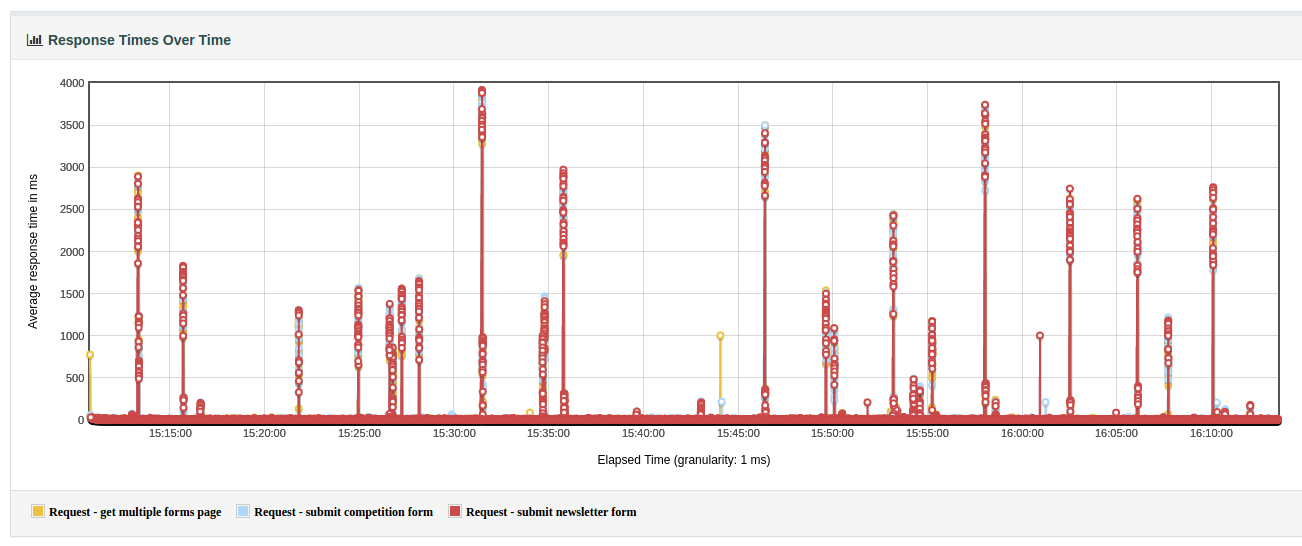 Response Times Over Time
4000
3500
3000
2500
2000
1500
1000
500
0
Average response time in ms
15:15:00 15:20:00 15:25:00 15:30:00 15:35:00 15:40:00 15:45:00 15:50:00 15:55:00 16:00:00 16:05:00 16:10:00
Elapsed Time (granularity: 1 ms)
Request - get multiple forms page Request - submit competition form Request - submit newsletter form